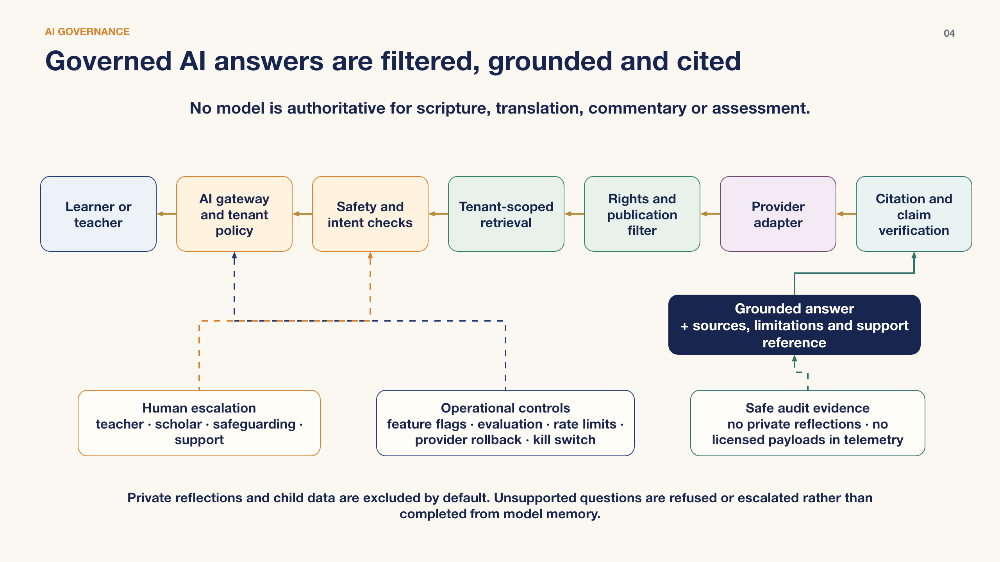 AI GOVERNANCE
04
Governed AI answers are filtered, grounded and cited
No model is authoritative for scripture, translation, commentary or assessment.
Learner or
teacher
AI gateway
and tenant
policy
Safety and
intent checks
Tenant-scoped
retrieval
Rights and
publication
filter
Provider
adapter
Citation and
claim
verification
Grounded answer
+ sources, limitations and support
reference
Human escalation
teacher · scholar · safeguarding ·
support
Operational controls
feature flags · evaluation · rate limits ·
provider rollback · kill switch
Safe audit evidence
no private reflections · no
licensed payloads in telemetry
Private reflections and child data are excluded by default. Unsupported questions are refused or escalated rather than
completed from model memory.